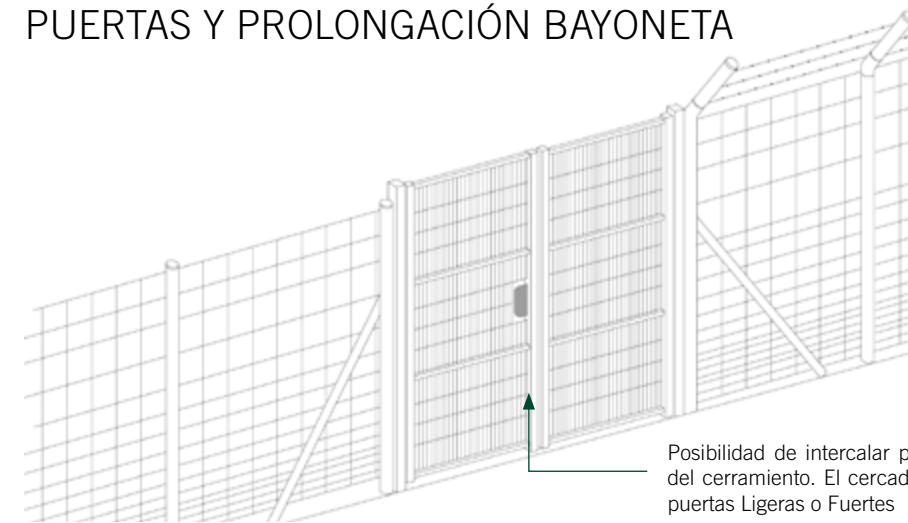 PUERTAS Y PROLONGACIÓN BAYONETA
Posibilidad de intercalar p
del cerramiento. El cercad
puertas Ligeras o Fuertes